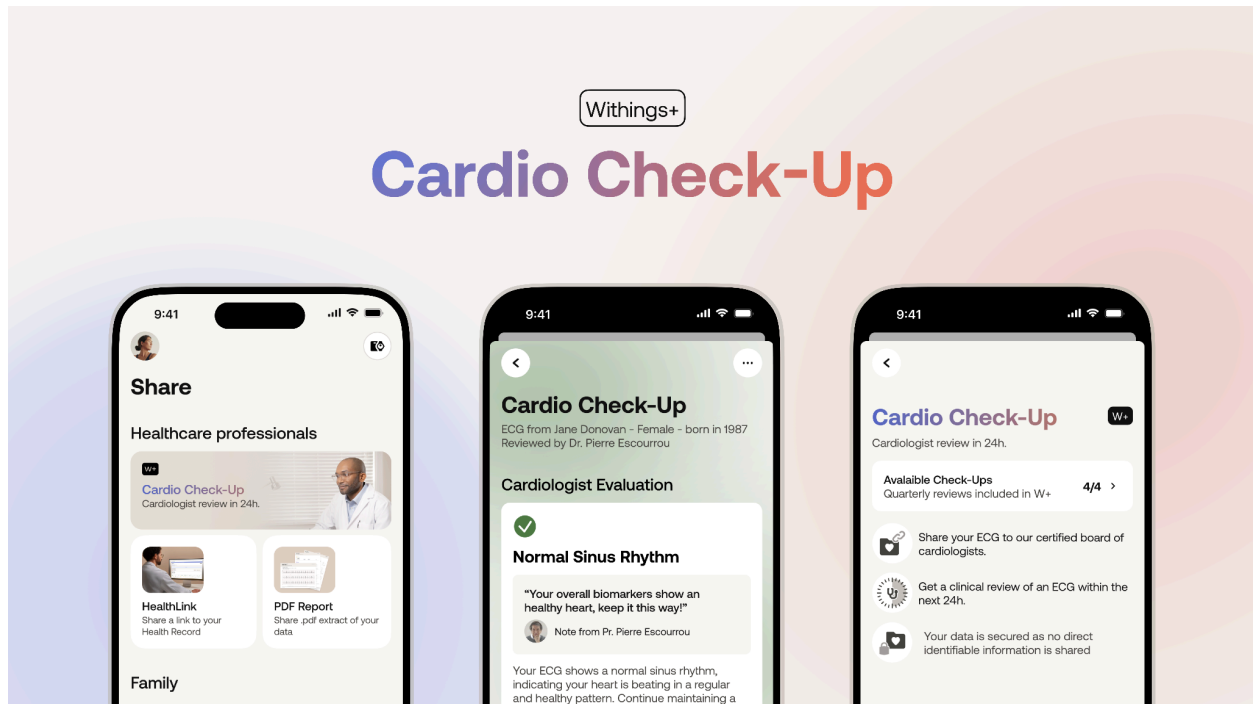 Withings+
Cardio Check-Up
9:41
Share
Healthcare professionals
W+
Cardio Check-Up
Cardiologist review in 24h.
HealthLink
Share a link to your
Health Record
PDF Report
Share .pdf extract of your
data
Family
9:41
Cardio Check-Up
ECG from Jane Donovan - Female - born in 1987
Reviewed by Dr. Pierre Escourrou
Cardiologist Evaluation
Normal Sinus Rhythm
“Your overall biomarkers show an
healthy heart, keep it this way!”
Note from Pr. Pierre Escourrou
Your ECG shows a normal sinus rhythm,
indicating your heart is beating in a regular
and healthy pattern. Continue maintaining a
9:41
Cardio Check-Up
W+
Cardiologist review in 24h.
Avalaible Check-Ups
Quarterly reviews included in W+
4/4
Share your ECG to our certified board of
cardiologists.
Get a clinical review of an ECG within the
next 24h.
Your data is secured as no direct
identifiable information is shared